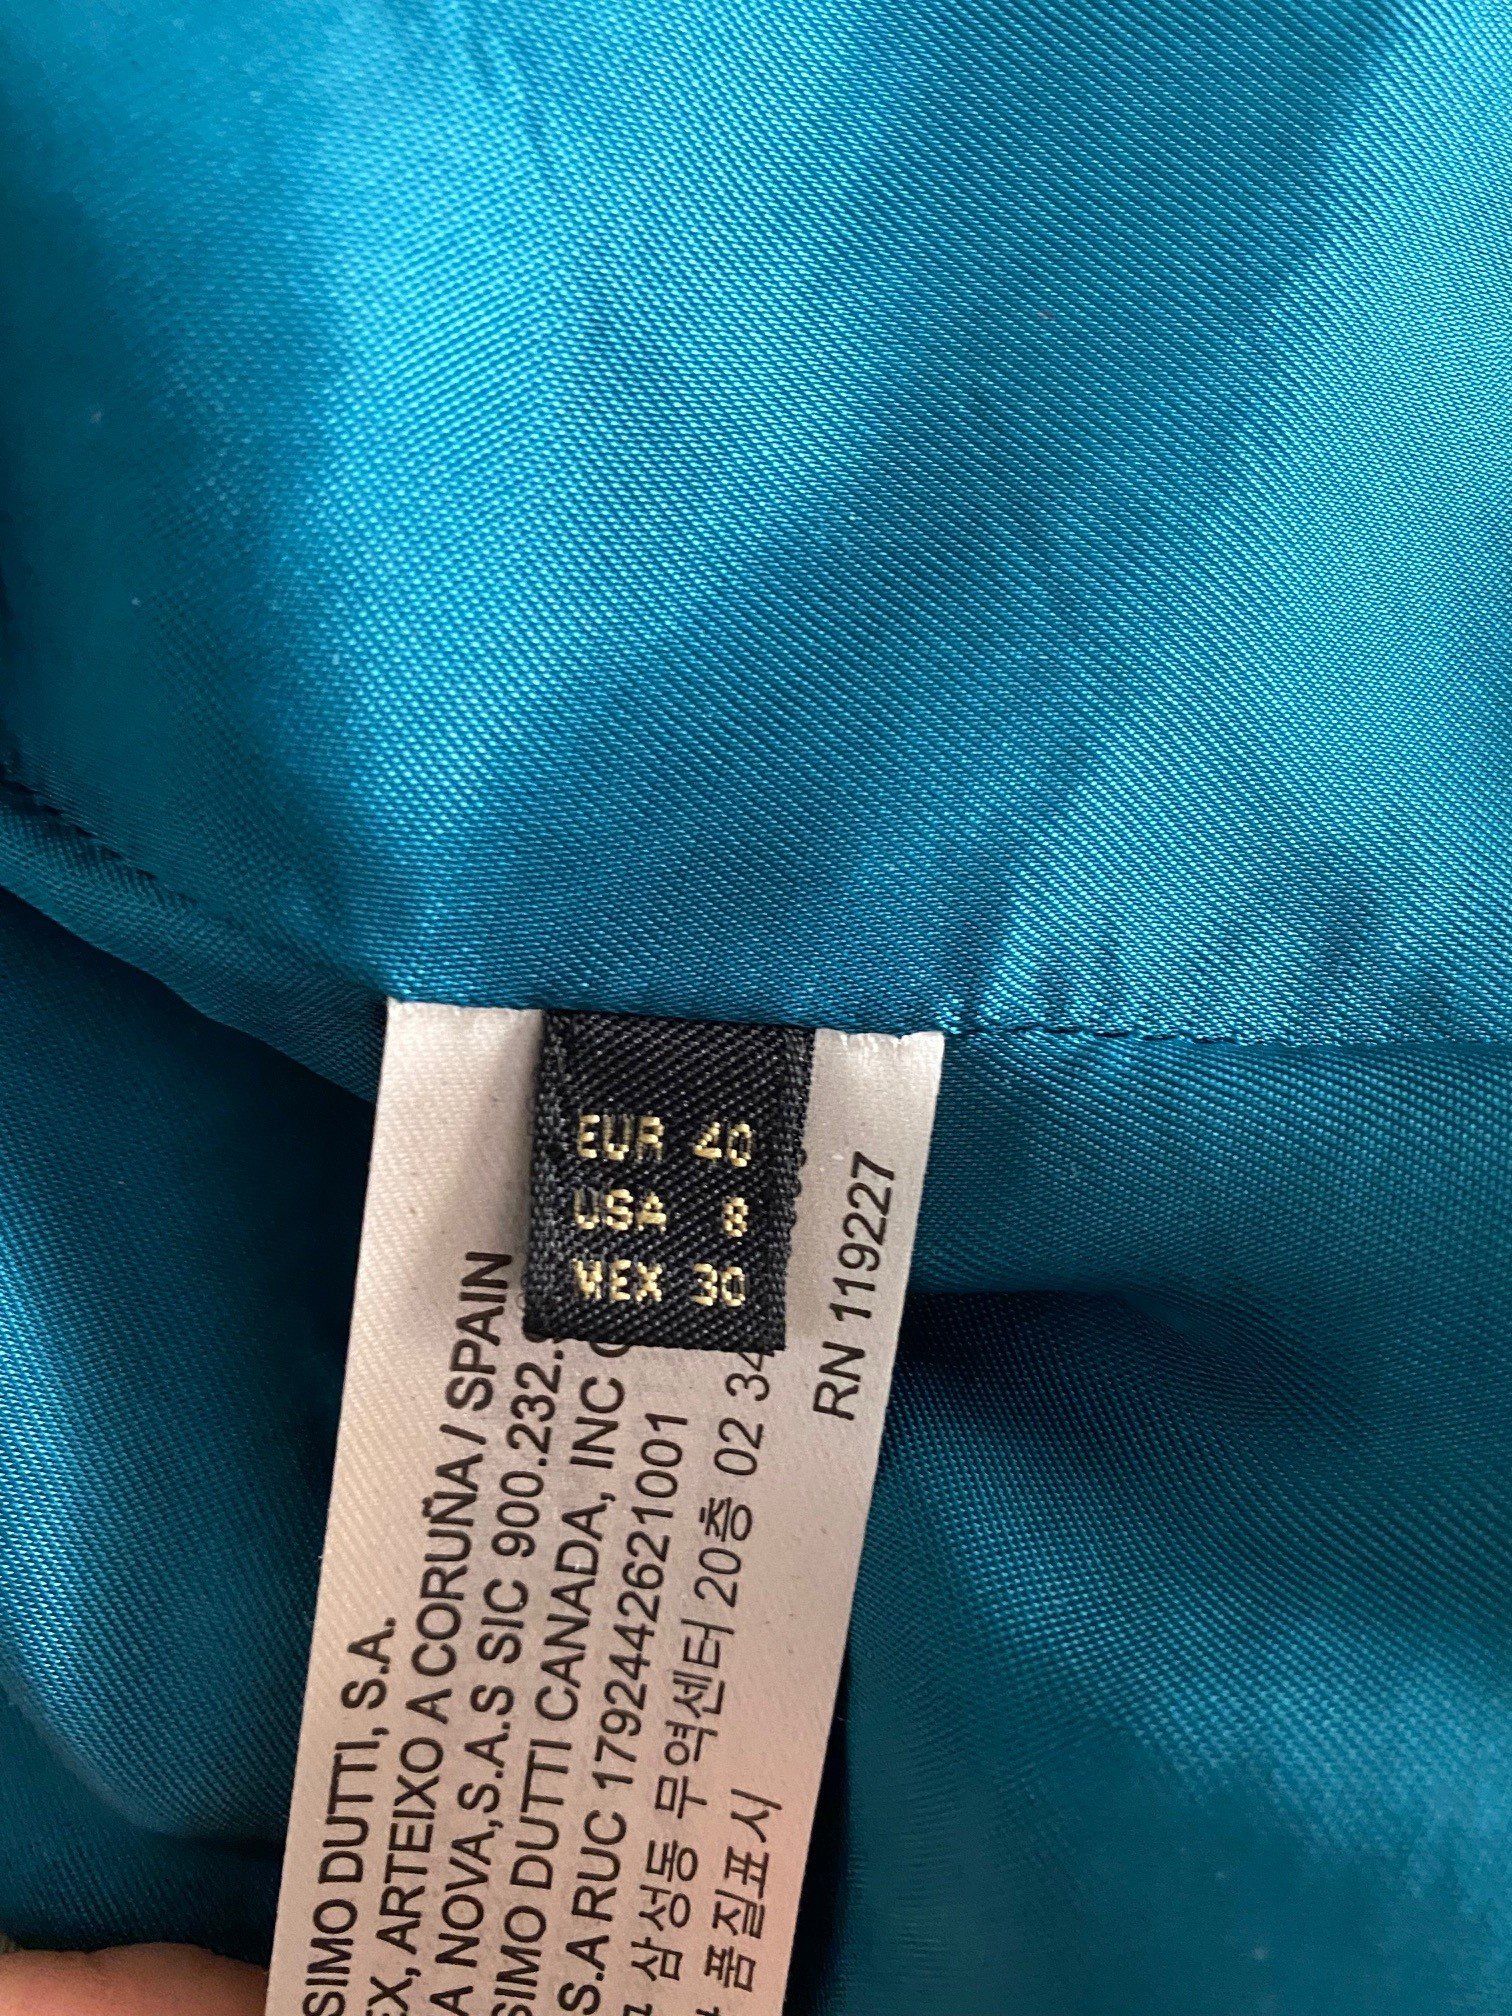 EUR 40
USA 8
MEX 30
SIMO DUTTI, S.A.
EX, ARTEIXO A CORUÑA / SPAIN
A NOVA,S.A.S SIC 900.232.
SIMO DUTTI CANADA, INC
S.A RUC 1792442621001
삼성동 무역센터 20층 02 34
품질표시
RN 119227